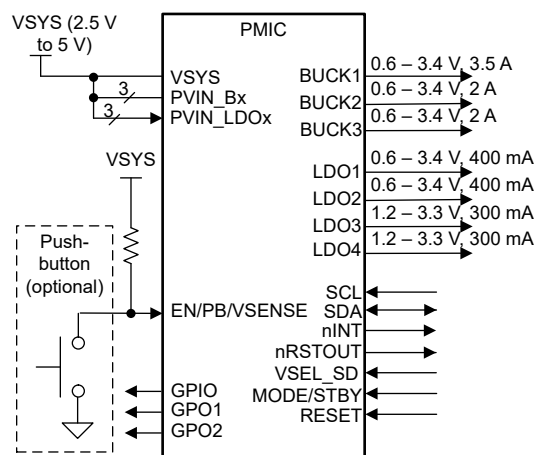 VSYS (2.5 V
to 5 V)
PMIC
VSYS
3
PVIN_Bx
3
PVIN_LDOx
BUCK1
0.6 – 3.4 V, 3.5 A
BUCK2
0.6 – 3.4 V, 2 A
BUCK3
0.6 – 3.4 V, 2 A
LDO1
0.6 – 3.4 V, 400 mA
LDO2
0.6 – 3.4 V, 400 mA
LDO3
1.2 – 3.3 V, 300 mA
LDO4
1.2 – 3.3 V, 300 mA
VSYS
Push-
button
(optional)
EN/PB/VSENSE
SCL
SDA
nINT
nRSTOUT
VSEL_SD
MODE/STBY
RESET
GPIO
GPO1
GPO2